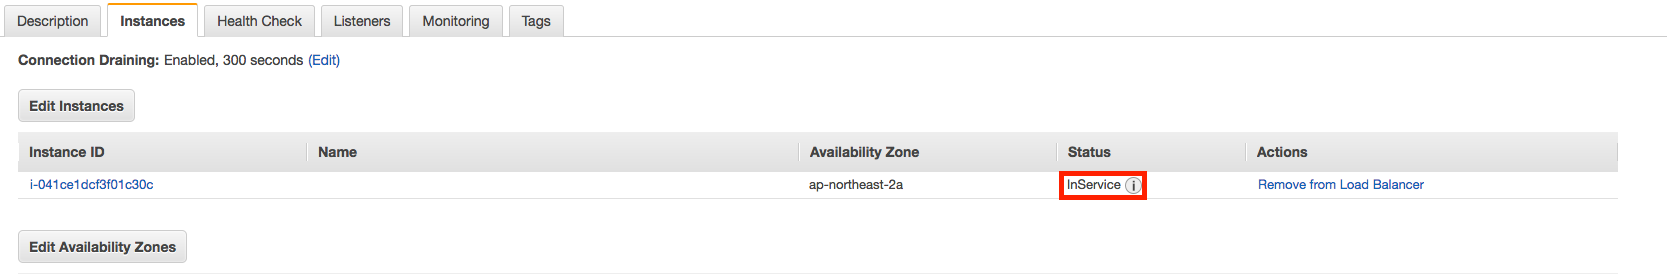 Description Instances Health Check Listeners Monitoring Tags
Connection Draining: Enabled, 300 seconds (Edit)
Edit Instances
Instance ID Name Availability Zone Status Actions
i-041ce1dcf3f01c30c ap-northeast-2a InService i Remove from Load Balancer
Edit Availability Zones